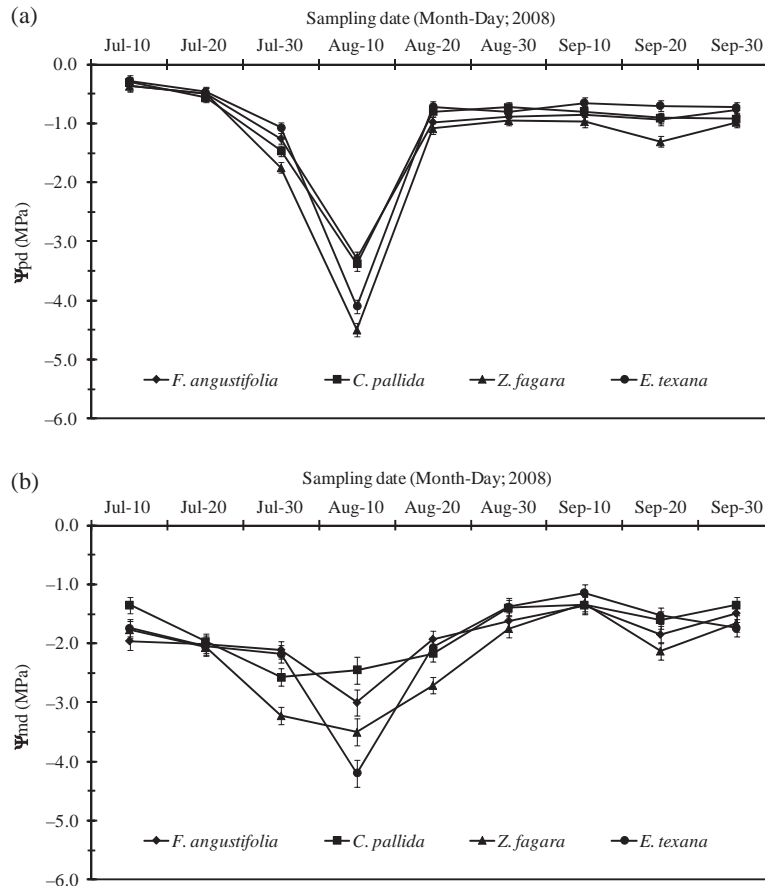 (a)
Sampling date (Month-Day; 2008)
Jul-10 Jul-20 Jul-30 Aug-10 Aug-20 Aug-30 Sep-10 Sep-20 Sep-30
0.0
–1.0
–2.0
–3.0
–4.0
–5.0
–6.0
Ψpd (MPa)
F. angustifolia C. pallida Z. fagara E. texana
(b)
Sampling date (Month-Day; 2008)
Jul-10 Jul-20 Jul-30 Aug-10 Aug-20 Aug-30 Sep-10 Sep-20 Sep-30
0.0
–1.0
–2.0
–3.0
–4.0
–5.0
–6.0
Ψmd (MPa)
F. angustifolia C. pallida Z. fagara E. texana